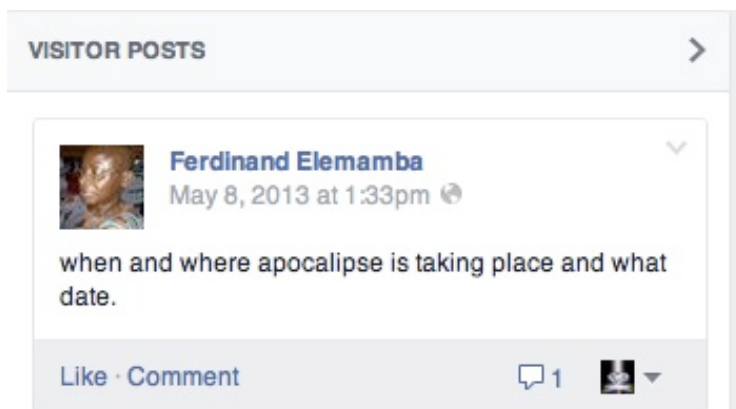 VISITOR POSTS
Ferdinand Elemamba
May 8, 2013 at 1:33pm
when and where apocalipse is taking place and what
date.
Like · Comment
1